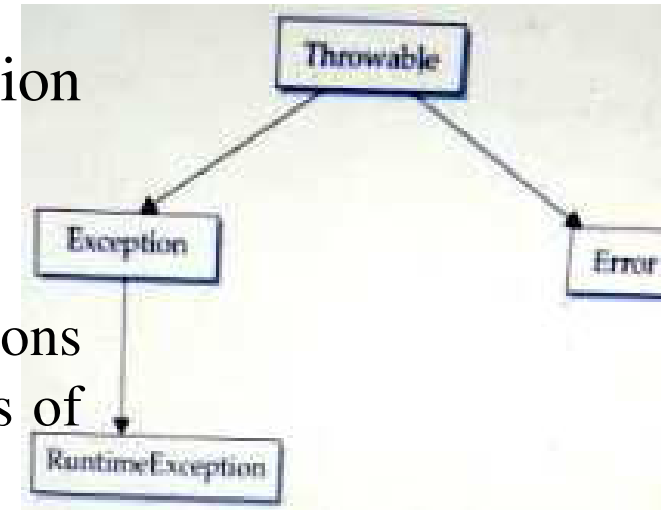 Throwable
ion
Exception
Error
ons
s of
RuntimeException